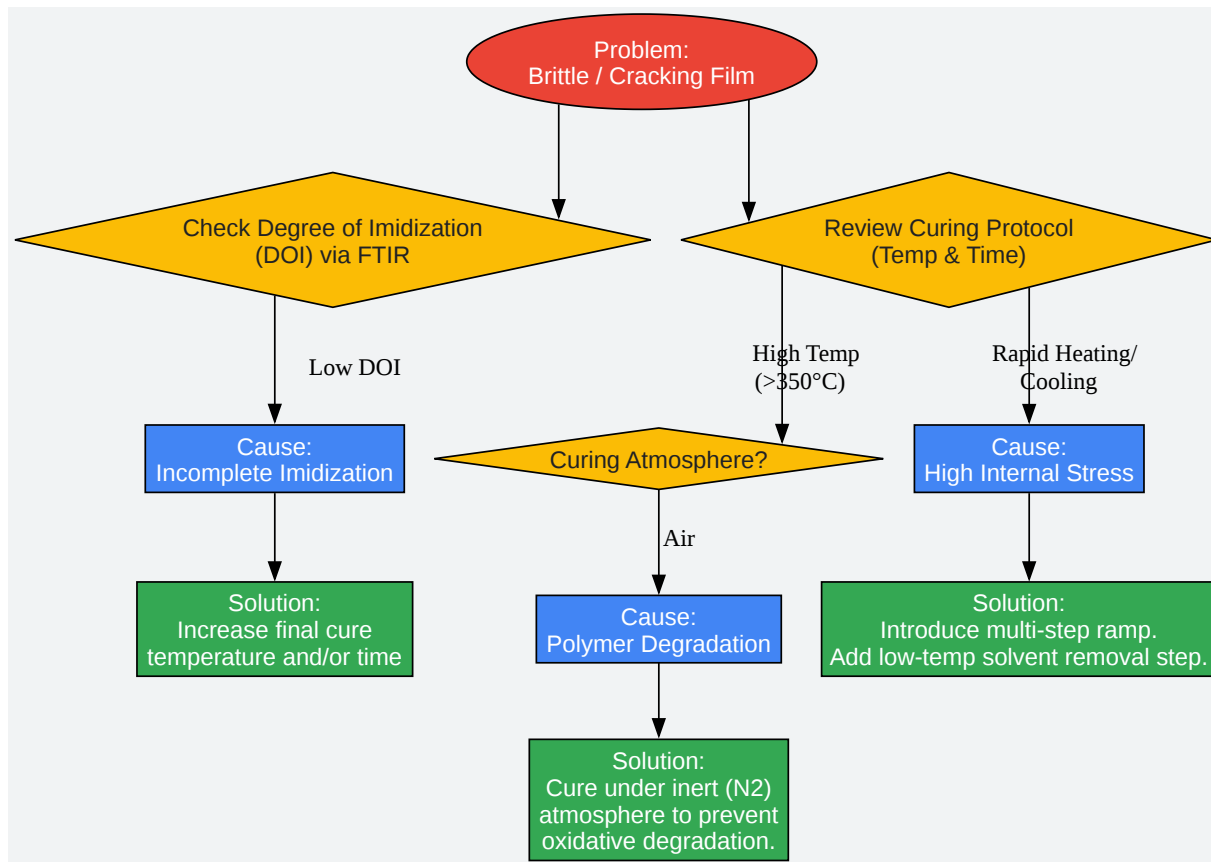 Problem:
Brittle / Cracking Film
Check Degree of Imidization
(DOI) via FTIR
Review Curing Protocol
(Temp & Time)
Low DOI
High Temp
(>350°C)
Rapid Heating/
Cooling
Cause:
Incomplete Imidization
Curing Atmosphere?
Cause:
High Internal Stress
Air
Solution:
Increase final cure
temperature and/or time
Cause:
Polymer Degradation
Solution:
Introduce multi-step ramp.
Add low-temp solvent removal step.
Solution:
Cure under inert (N2)
atmosphere to prevent
oxidative degradation.